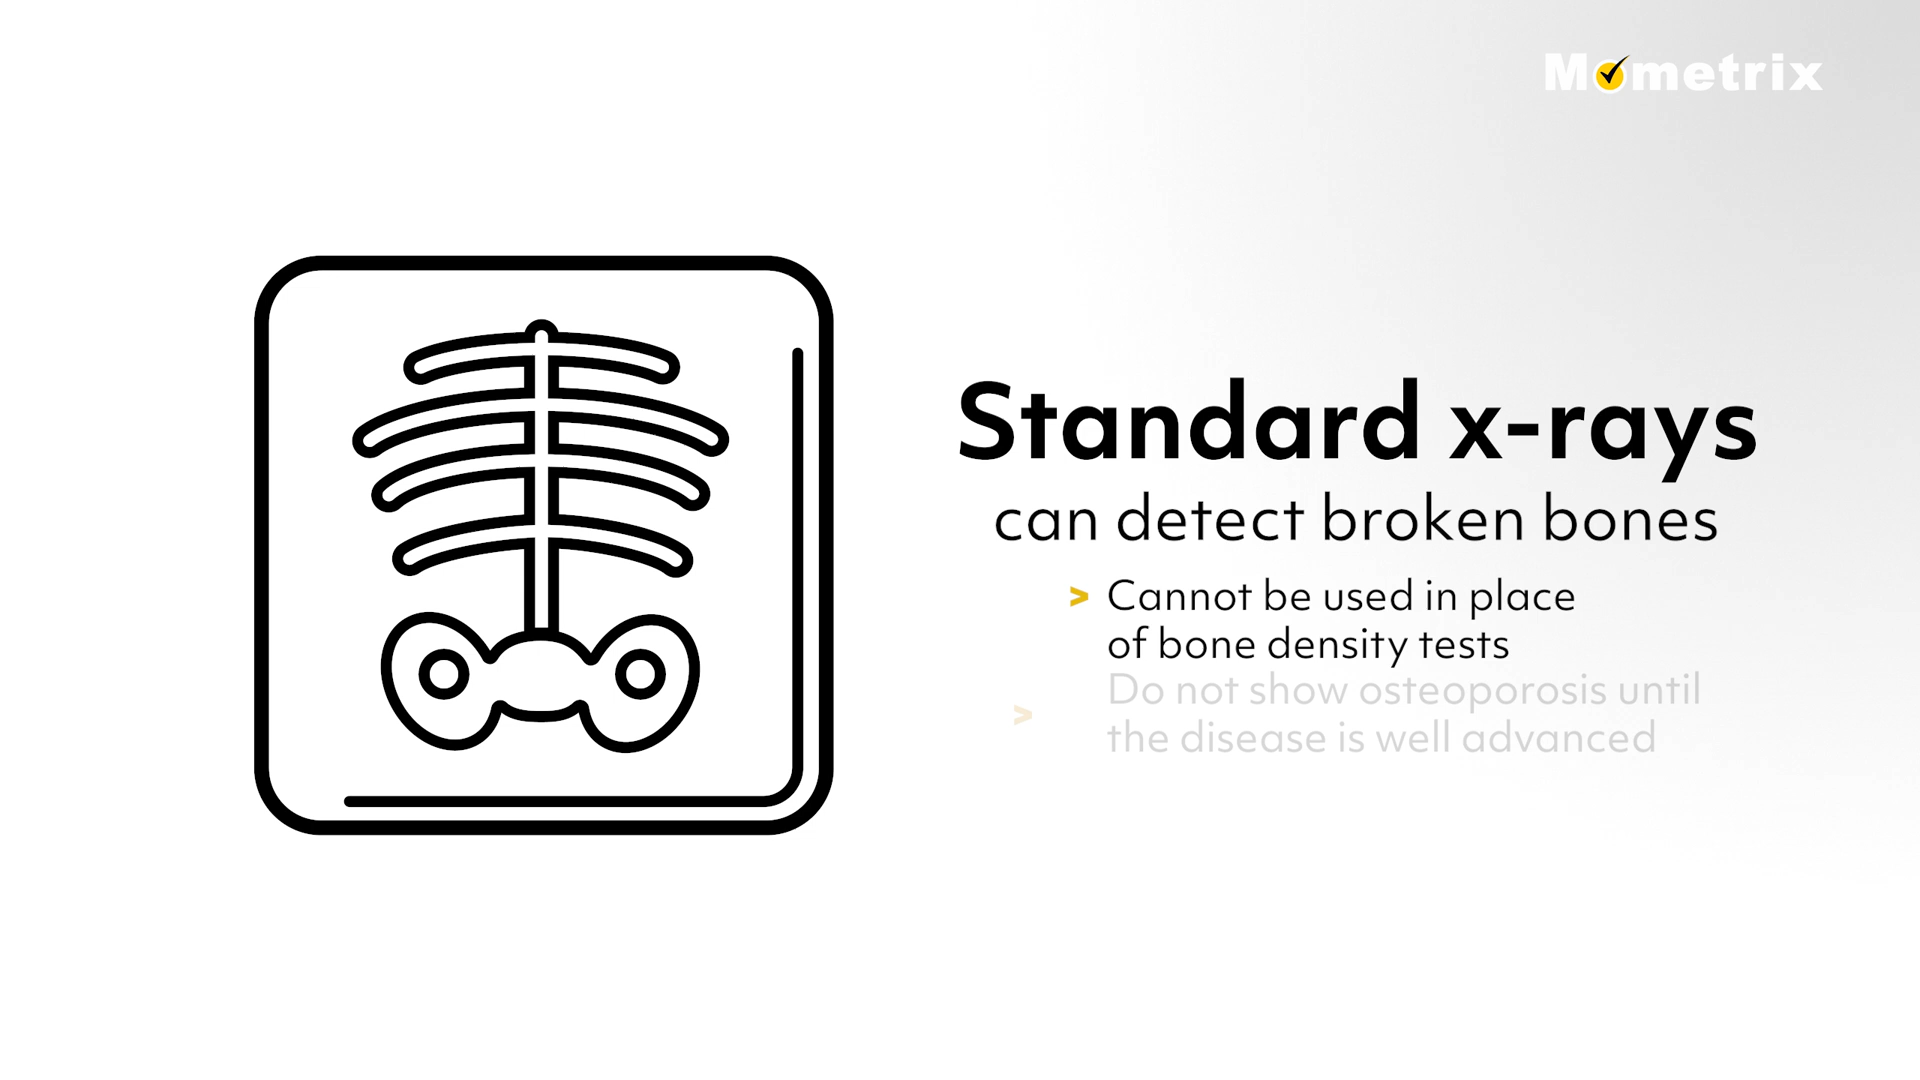 Mometrix
Standard x-rays
can detect broken bones
> Cannot be used in place
of bone density tests
> Do not show osteoporosis until
the disease is well advanced